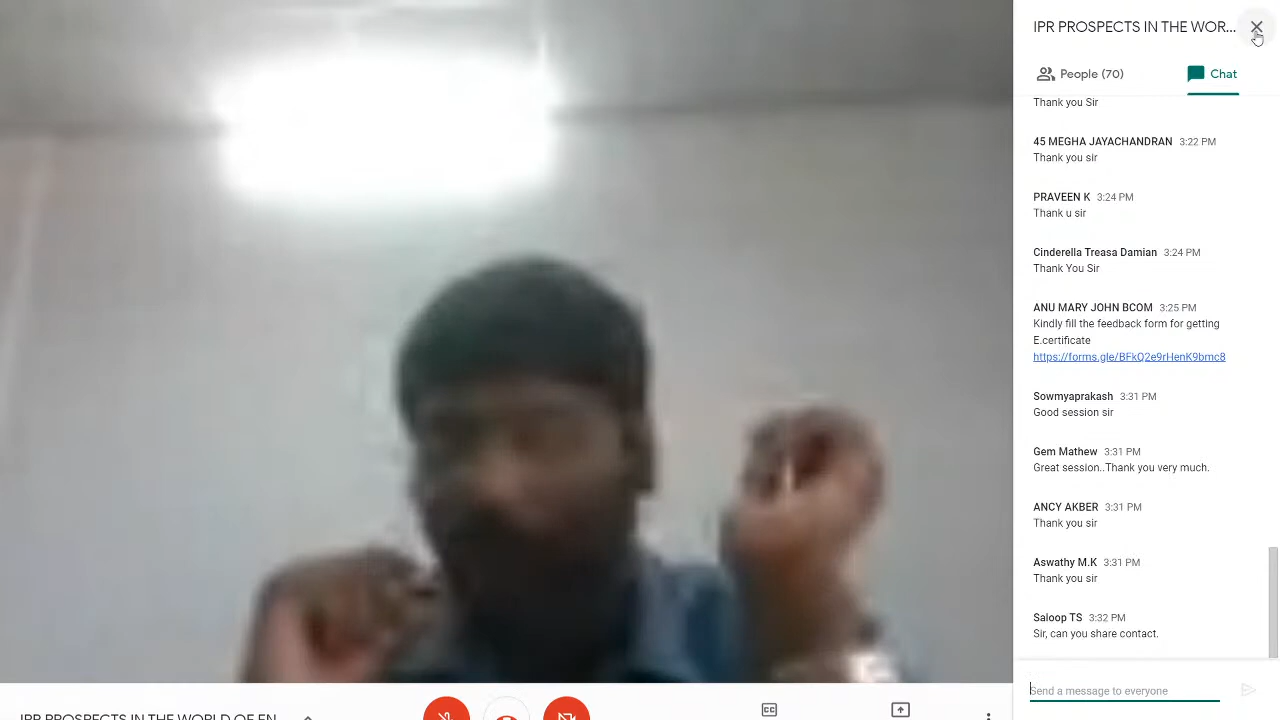 IPR PROSPECTS IN THE WOR...
People (70)
Chat
Thank you Sir
45 MEGHA JAYACHANDRAN 3:22 PM
Thank you sir
PRAVEEN K 3:24 PM
Thank u sir
Cinderella Treasa Damian 3:24 PM
Thank You Sir
ANU MARY JOHN BCOM 3:25 PM
Kindly fill the feedback form for getting
E.certificate
https://forms.gle/BFkQ2e9rHenK9bmc8
Sowmyaprakash 3:31 PM
Good session sir
Gem Mathew 3:31 PM
Great session..Thank you very much.
ANCY AKBER 3:31 PM
Thank you sir
Aswathy M.K 3:31 PM
Thank you sir
Saloop TS 3:32 PM
Sir, can you share contact.
Send a message to everyone
IPR PROSPECTS IN THE WORLD OF EN...
CC